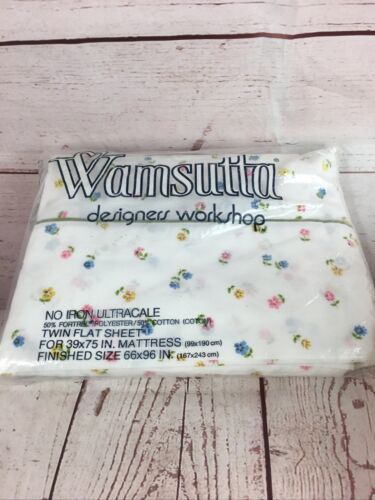 Wamsutta®
designers workshop
NO IRON ULTRACALE
50% FORTREL® POLYESTER/50% COTTON (COTON)
TWIN FLAT SHEET
FOR 39x75 IN. MATTRESS (99x190 cm)
FINISHED SIZE 66x96 IN. (167x243 cm)